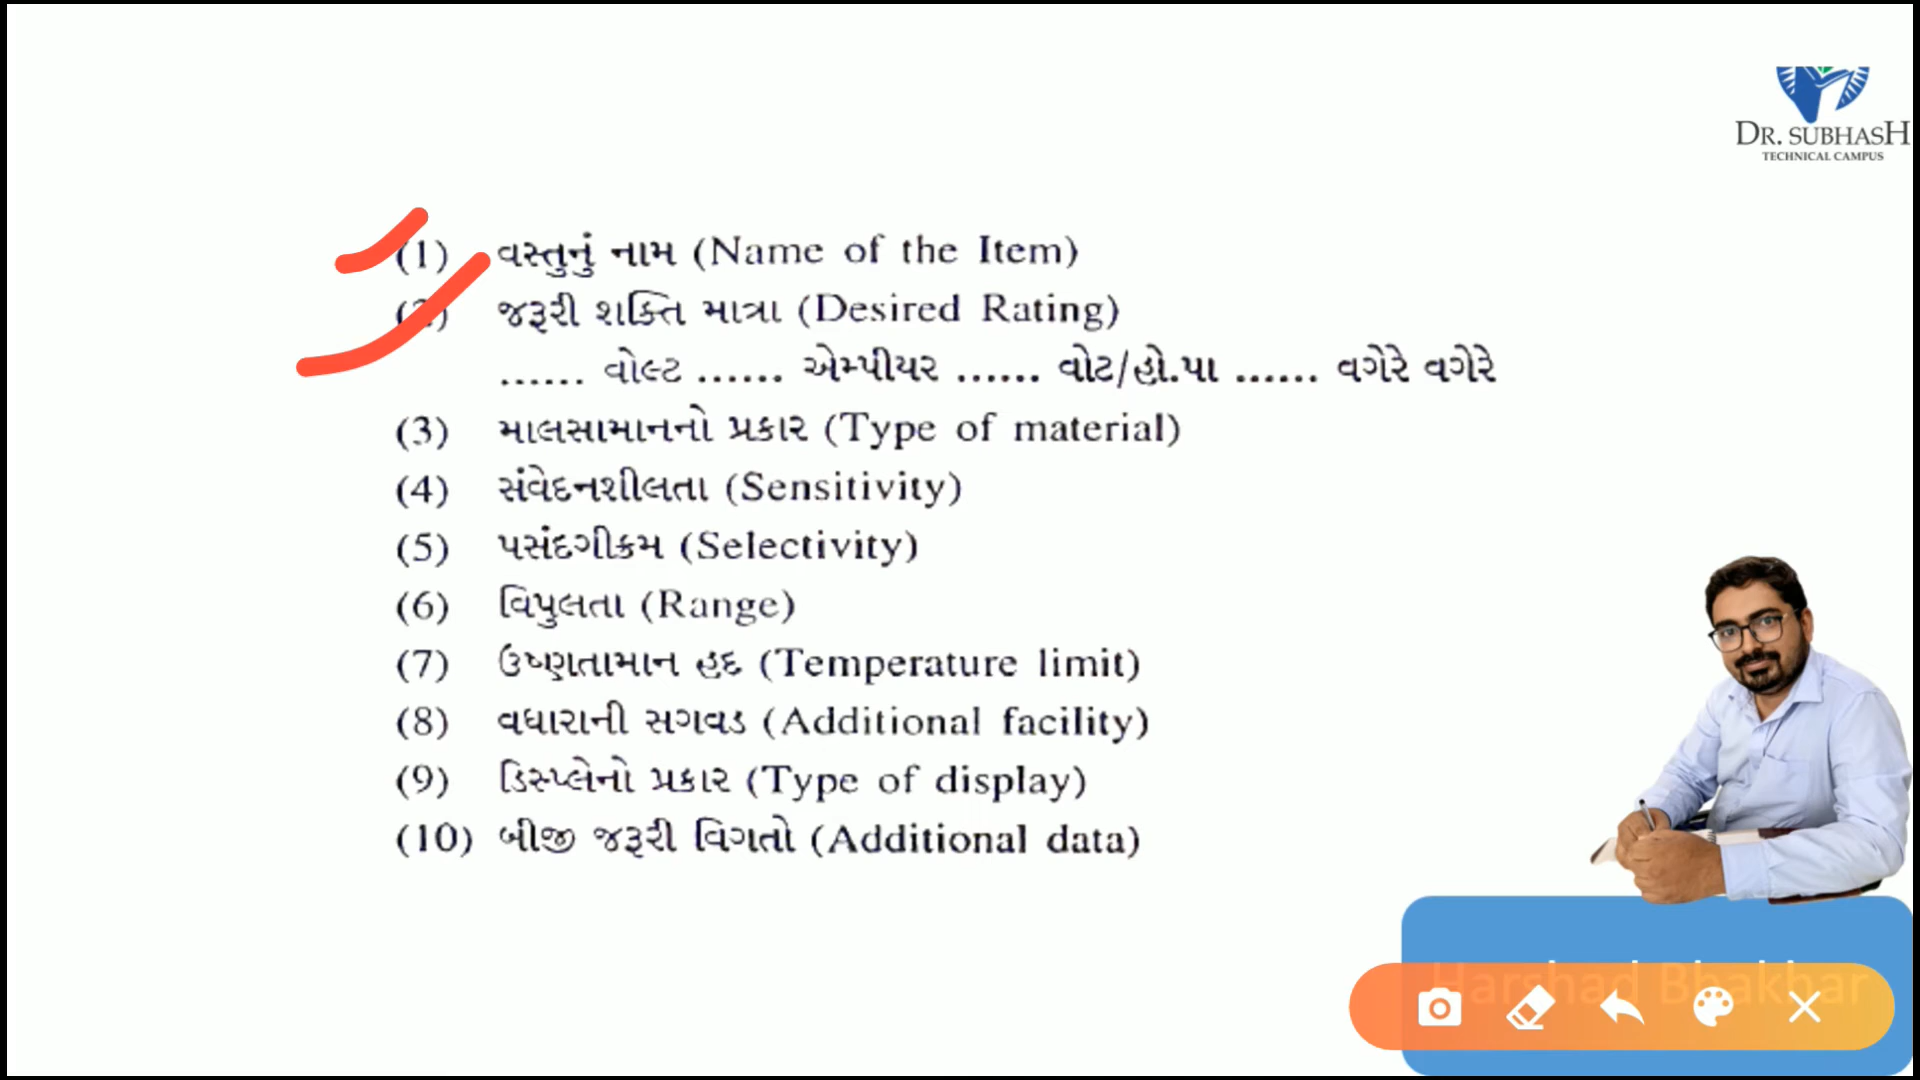 DR. SUBHASH
TECHNICAL CAMPUS
(1) વસ્તુનું નામ (Name of the Item)
(2) જરૂરી શક્તિ માત્રા (Desired Rating)
...... વોલ્ટ ...... એમ્પીયર ...... વોટ/હો.પા ...... વગેરે વગેરે
(3) માલસામાનનો પ્રકાર (Type of material)
(4) સંવેદનશીલતા (Sensitivity)
(5) પસંદગીક્રમ (Selectivity)
(6) વિપુલતા (Range)
(7) ઉષ્ણતામાન હદ (Temperature limit)
(8) વધારાની સગવડ (Additional facility)
(9) ડિસ્પ્લેનો પ્રકાર (Type of display)
(10) બીજી જરૂરી વિગતો (Additional data)
Harshad Bhakhar